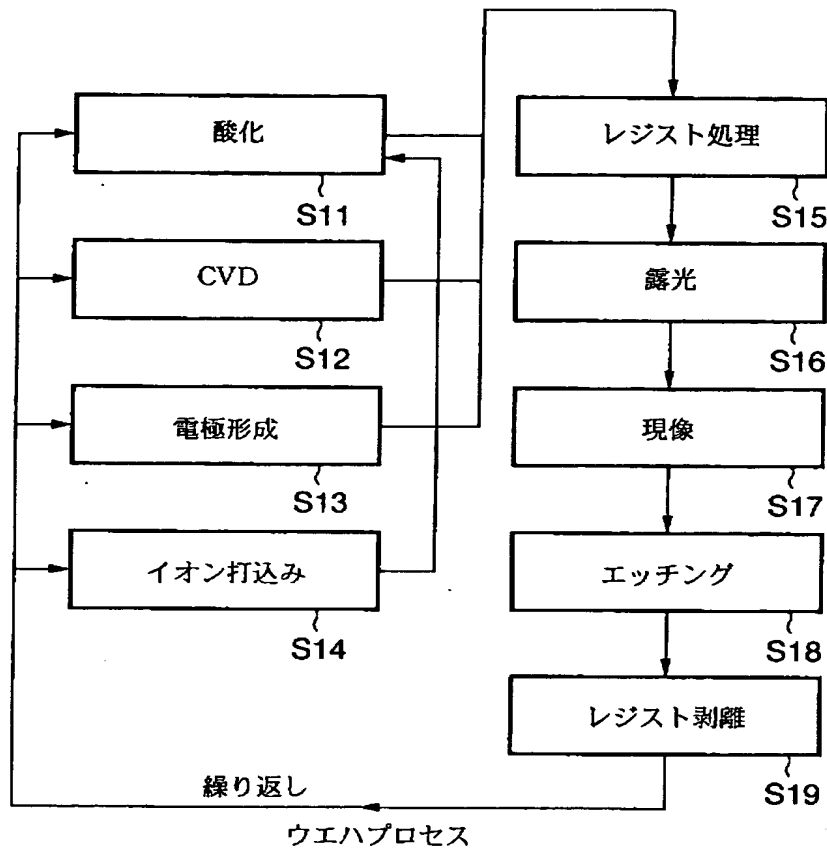 酸化
S11
CVD
S12
電極形成
S13
イオン打込み
S14
レジスト処理
S15
露光
S16
現像
S17
エッチング
S18
レジスト剥離
S19
繰り返し
ウエハプロセス